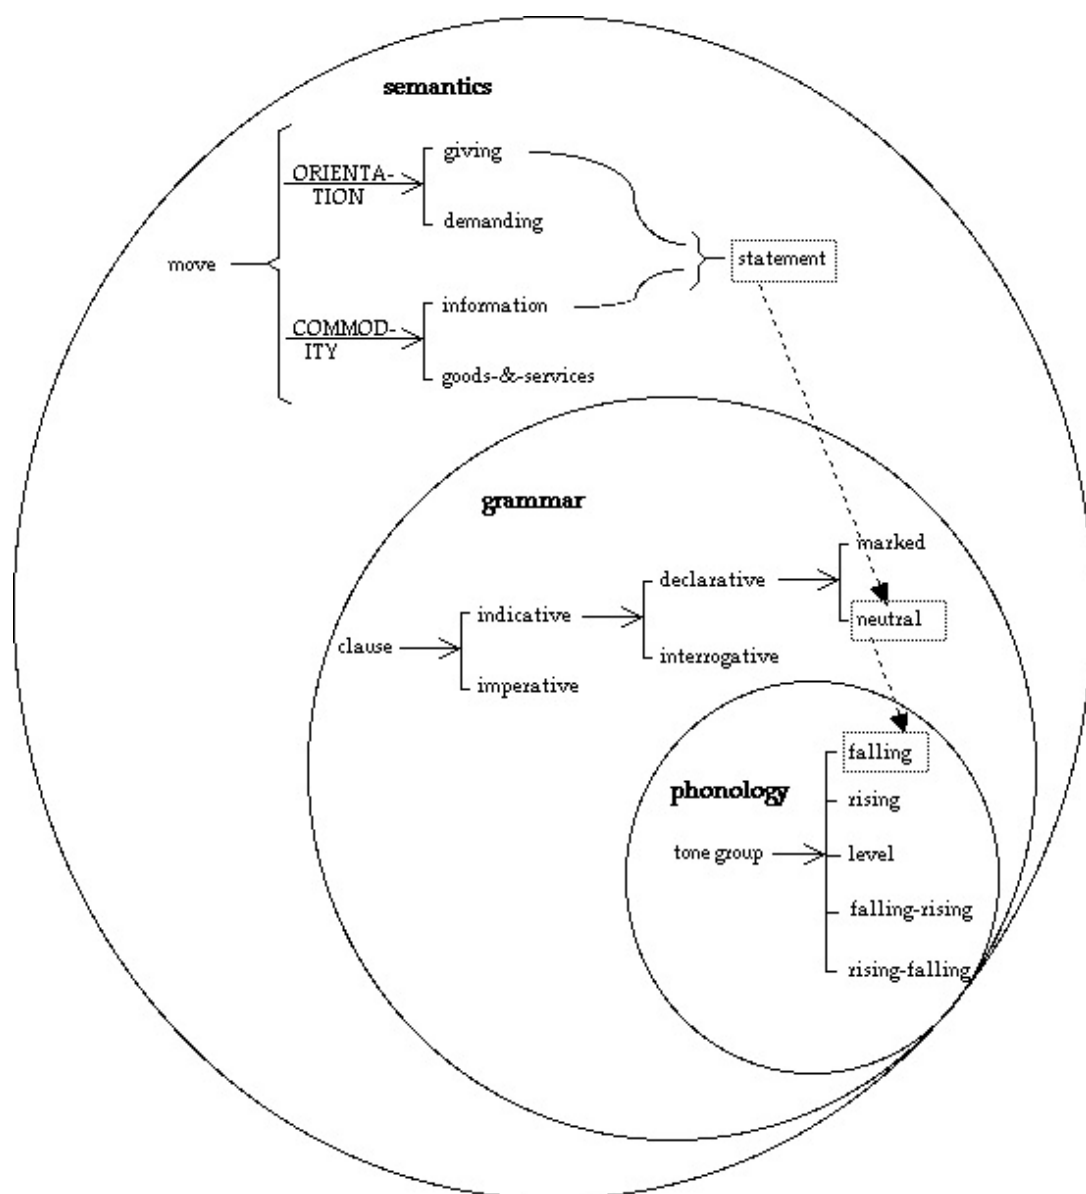 semantics
giving
ORIENTA-
TION
demanding
move
statement
information
COMMOD-
ITY
goods-&-services
grammar
marked
declarative
indicative
neutral
clause
interrogative
imperative
falling
phonology
rising
tone group
level
falling-rising
rising-falling